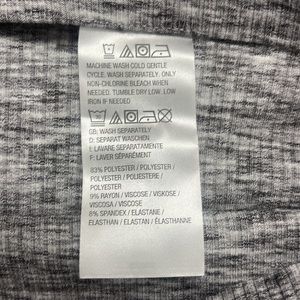 MACHINE WASH COLD GENTLE
CYCLE. WASH SEPARATELY. ONLY
NON-CHLORINE BLEACH WHEN
NEEDED. TUMBLE DRY LOW. LOW
IRON IF NEEDED
GB: WASH SEPARATELY
D: SEPARAT WASCHEN
E: LAVARE SEPARATAMENTE
F: LAVER SÉPARÉMENT
83% POLYESTER / POLYESTER /
POLYESTER / POLIESTERE /
POLYESTER
9% RAYON / VISCOSE / VISKOSE /
VISCOSA / VISCOSE
8% SPANDEX / ELASTANE /
ELASTHAN / ELASTAN / ÉLASTHANNE